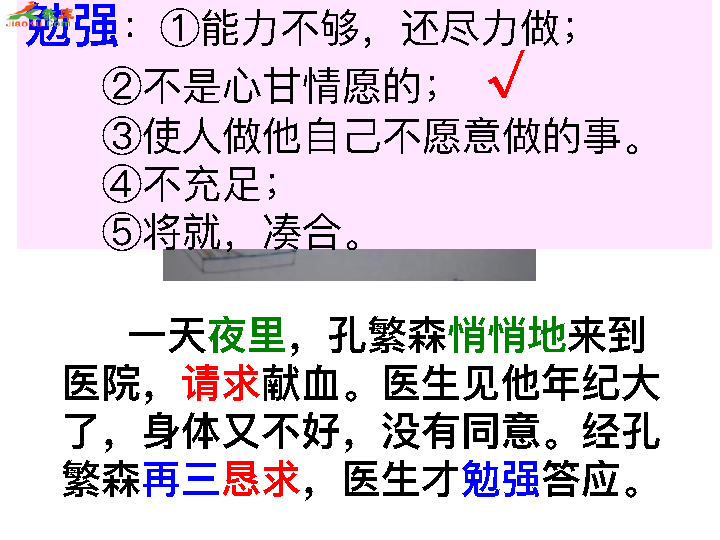 勉强：①能力不够，还尽力做；
②不是心甘情愿的；√
③使人做他自己不愿意做的事。
④不充足；
⑤将就，凑合。
一天夜里，孔繁森悄悄地来到
医院，请求献血。医生见他年纪大
了，身体又不好，没有同意。经孔
繁森再三恳求，医生才勉强答应。